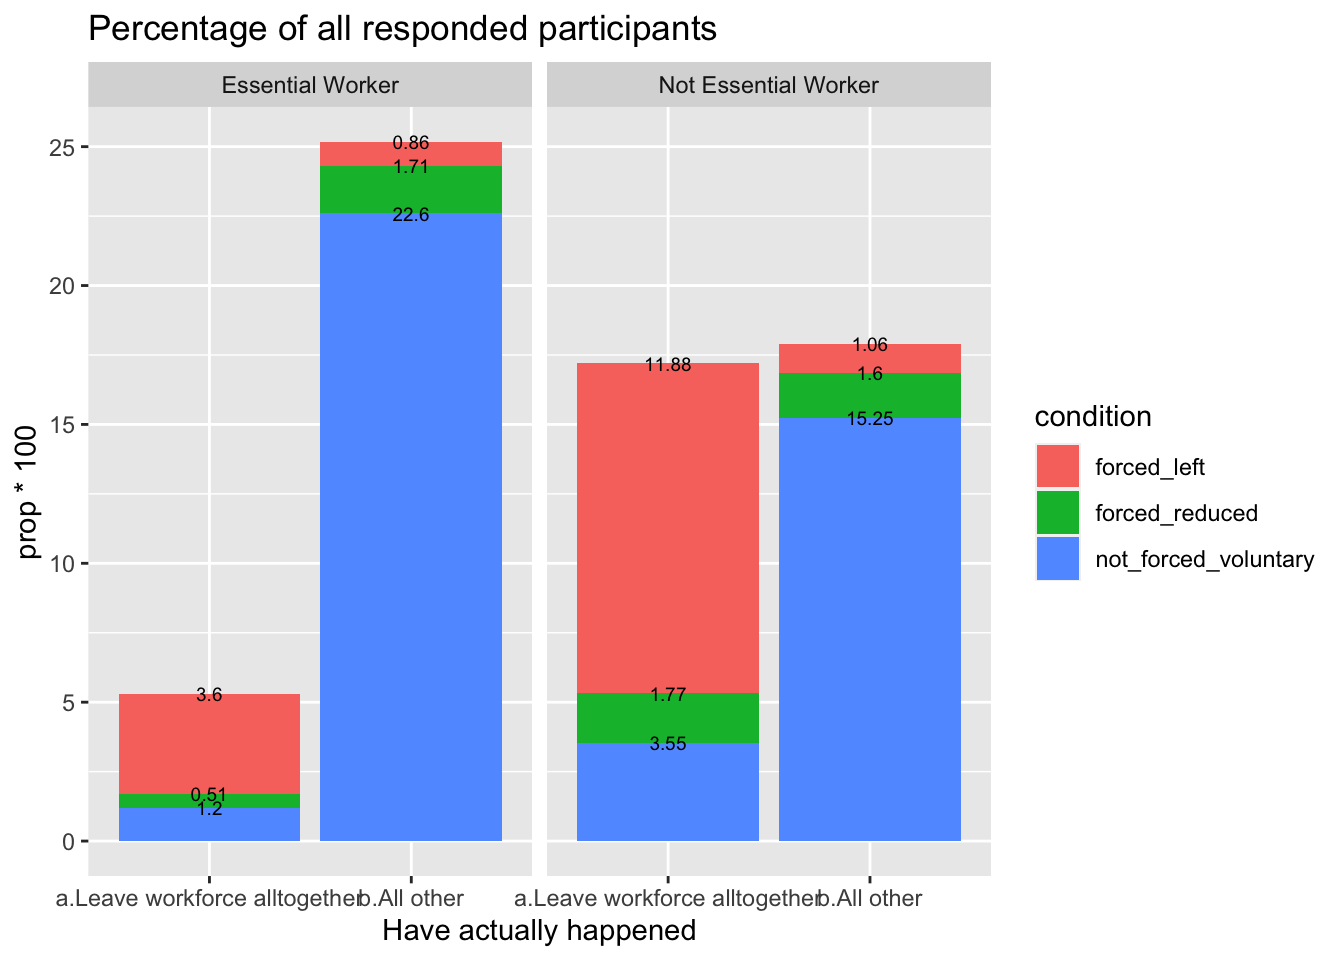 Percentage of all responded participants
Essential Worker
Not Essential Worker
prop * 100
25
20
15
10
5
0
0.86
1.71
22.6
3.6
0.51
1.2
11.88
1.77
3.55
1.06
1.6
15.25
a.Leave workforce alltogether
b.All other
a.Leave workforce alltogether
b.All other
Have actually happened
condition
forced_left
forced_reduced
not_forced_voluntary